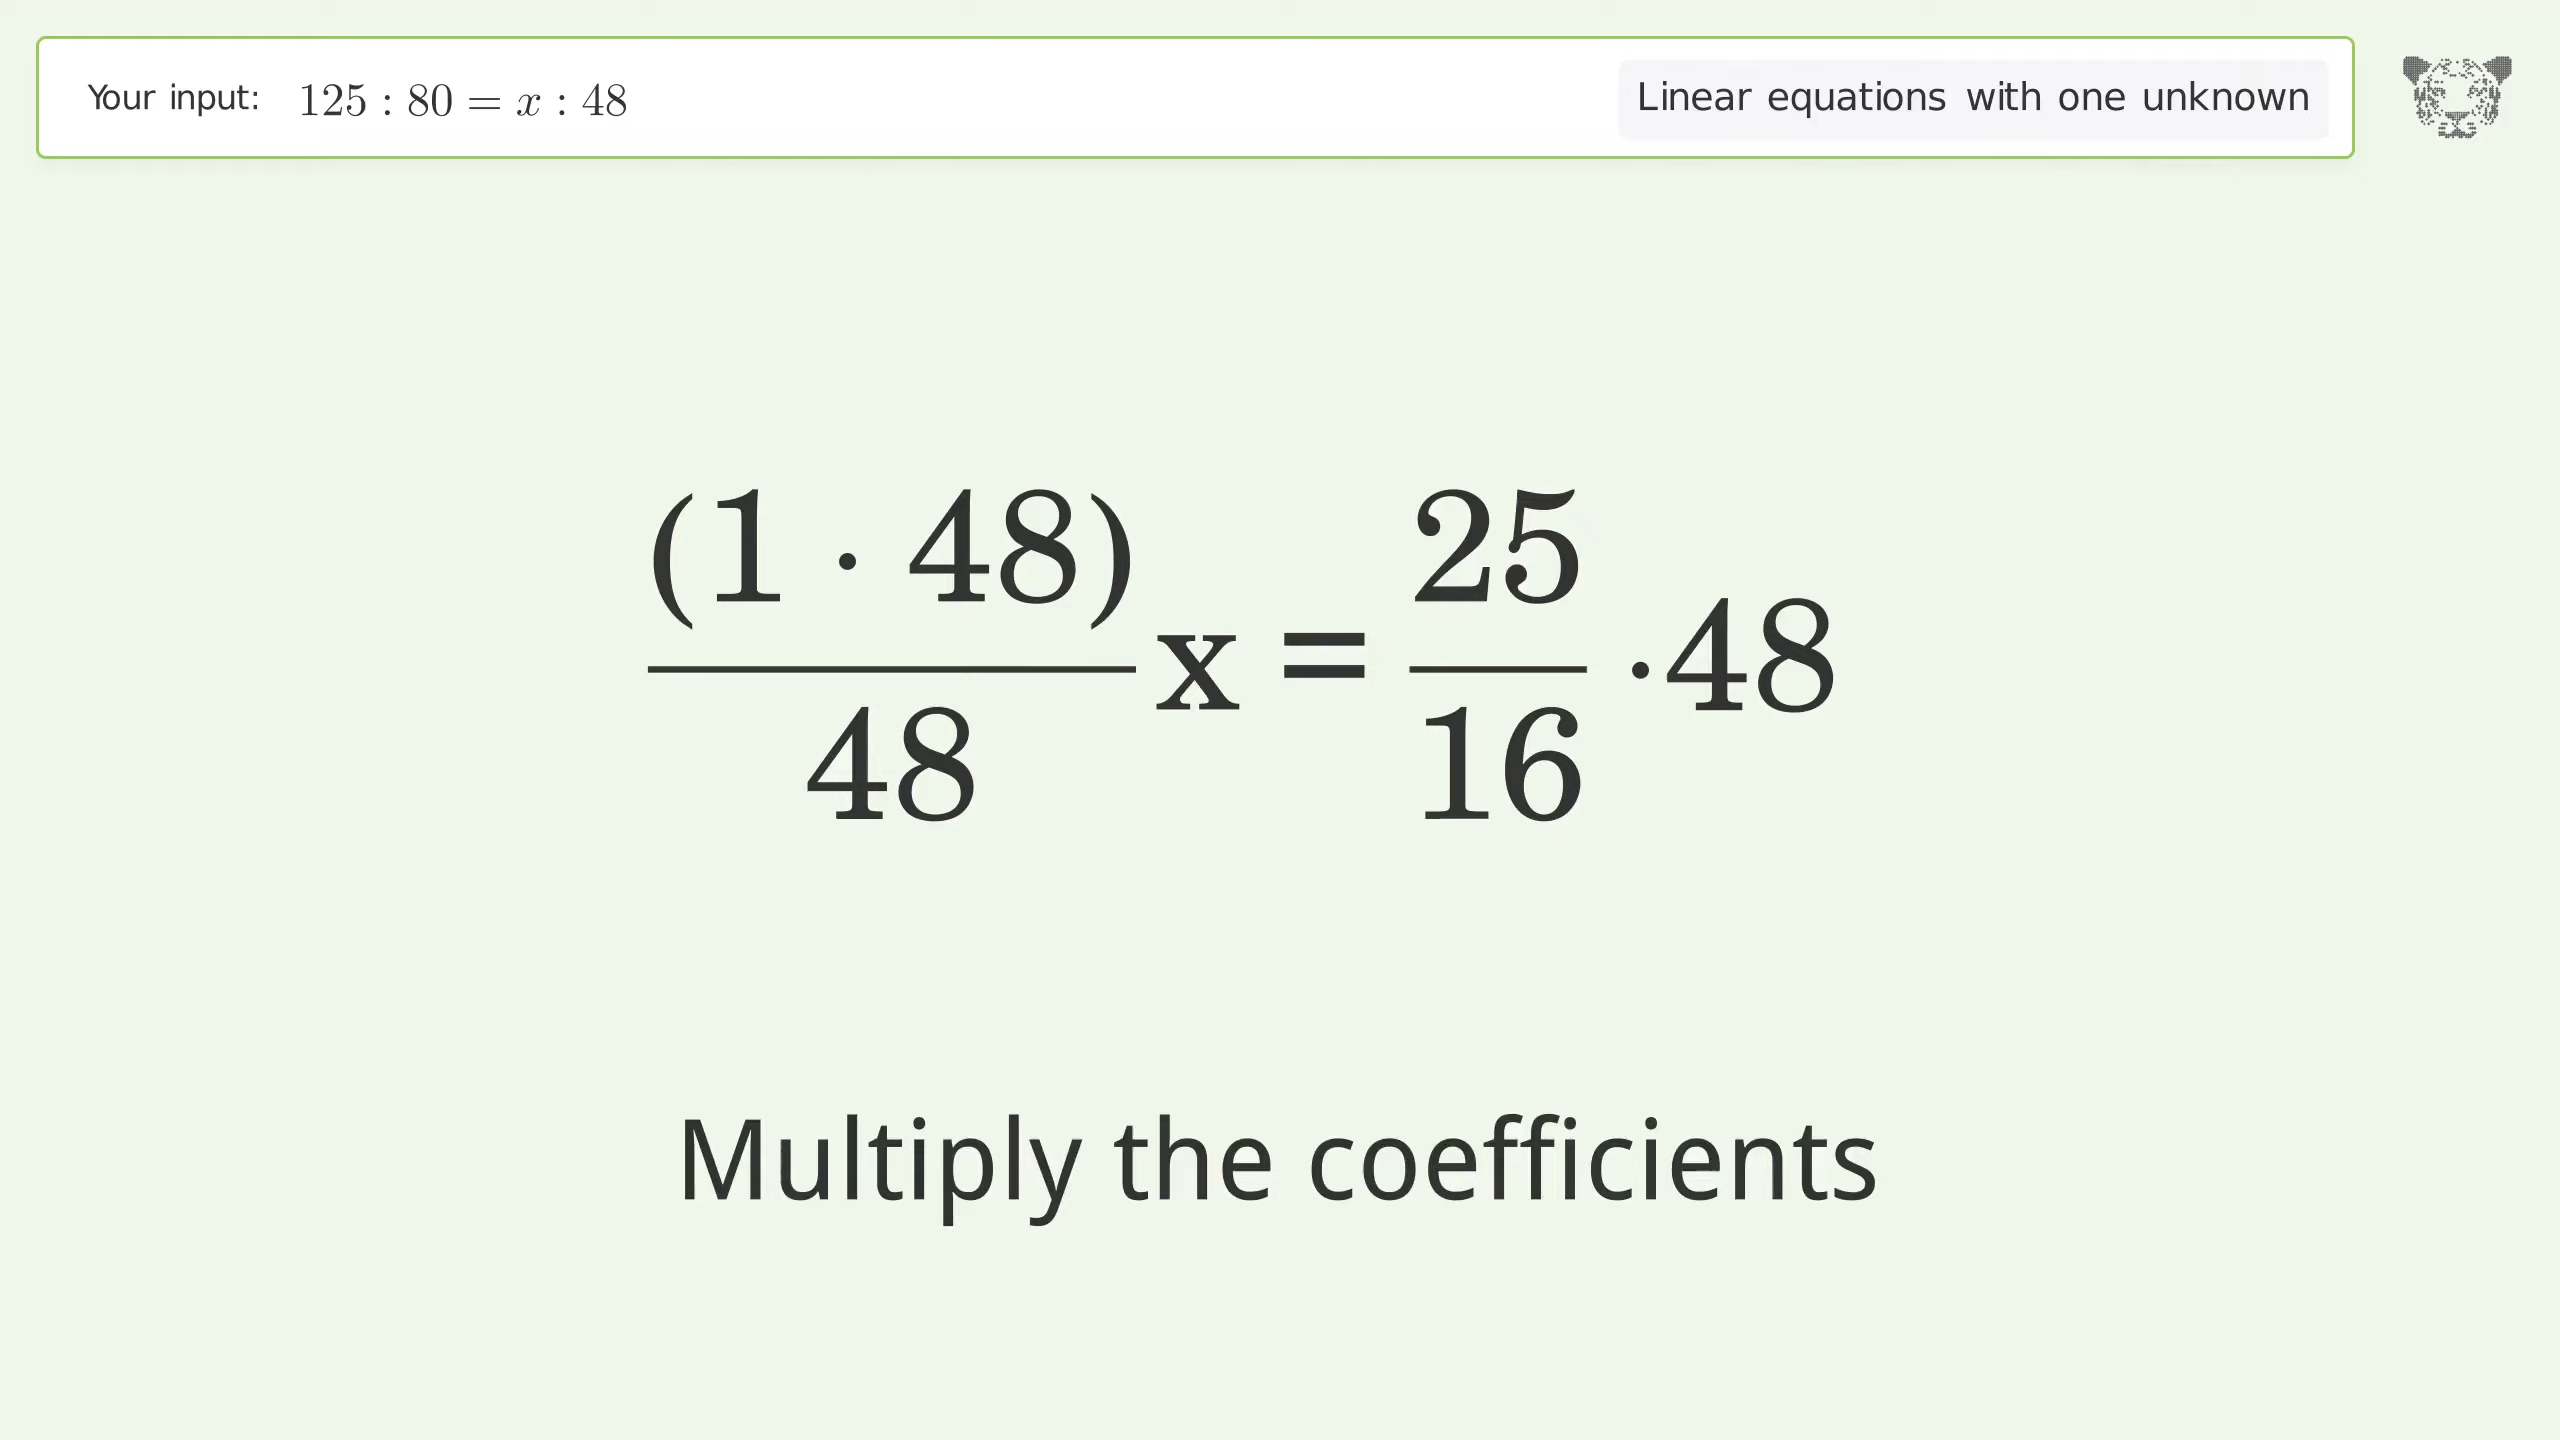 Your input: 125 : 80 = x : 48
Linear equations with one unknown
(1 · 48)/48 x = 25/16 · 48
Multiply the coefficients